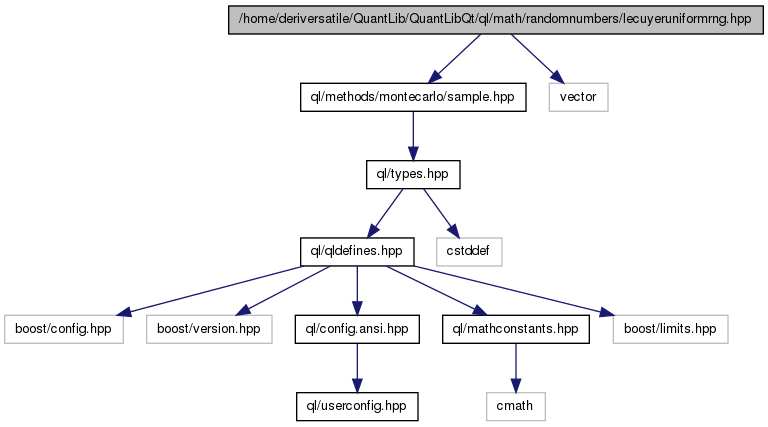 /home/deriversatile/QuantLib/QuantLibQt/ql/math/randomnumbers/lecuyeruniformrng.hpp
ql/methods/montecarlo/sample.hpp
vector
ql/types.hpp
ql/qldefines.hpp
cstddef
boost/config.hpp
boost/version.hpp
ql/config.ansi.hpp
ql/mathconstants.hpp
boost/limits.hpp
ql/userconfig.hpp
cmath